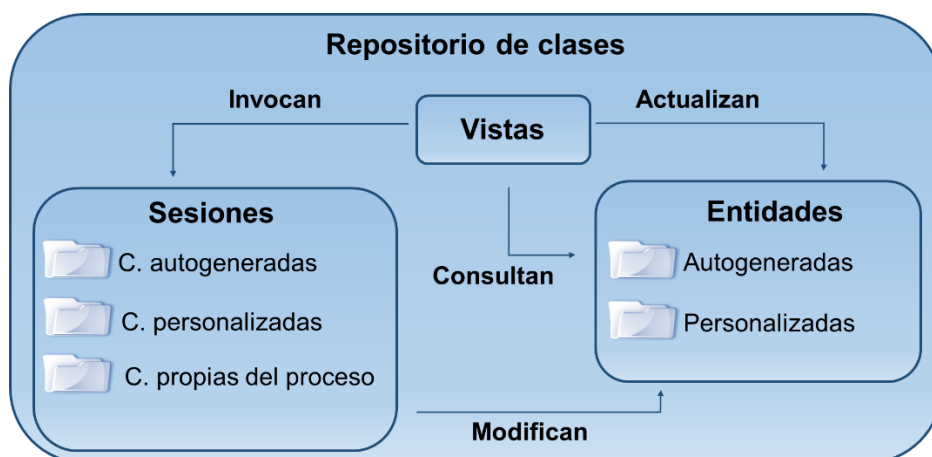 Repositorio de clases
Invocan
Vistas
Actualizan
Sesiones
C. autogeneradas
C. personalizadas
C. propias del proceso
Consultan
Entidades
Autogeneradas
Personalizadas
Modifican